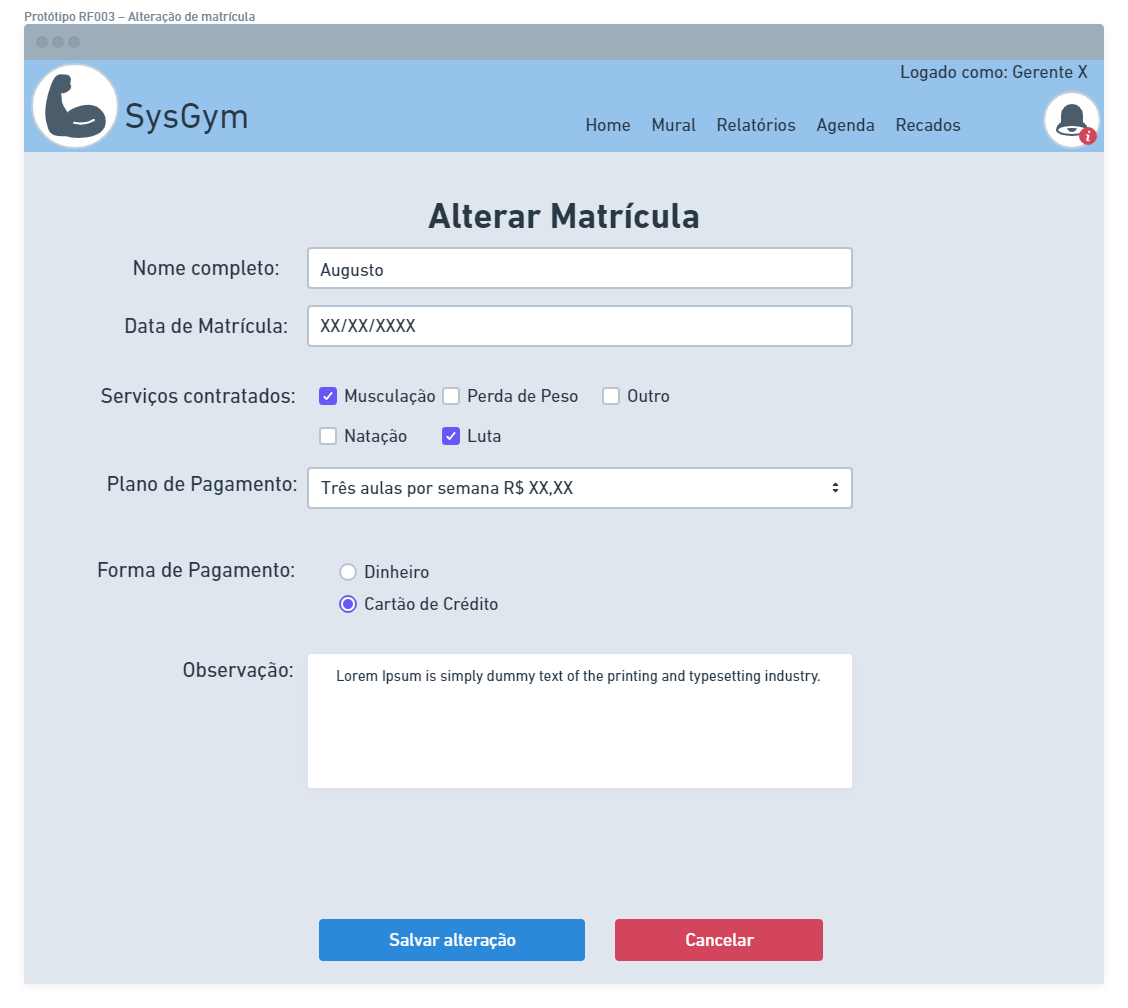 Protótipo RF003 – Alteração de matrícula
Logado como: Gerente X
SysGym
Home Mural Relatórios Agenda Recados
i
Alterar Matrícula
Nome completo: Augusto
Data de Matrícula: XX/XX/XXXX
Serviços contratados: Musculação Perda de Peso Outro
Natação Luta
Plano de Pagamento: Três aulas por semana R$ XX,XX
Forma de Pagamento: Dinheiro
Cartão de Crédito
Observação: Lorem Ipsum is simply dummy text of the printing and typesetting industry.
Salvar alteração Cancelar